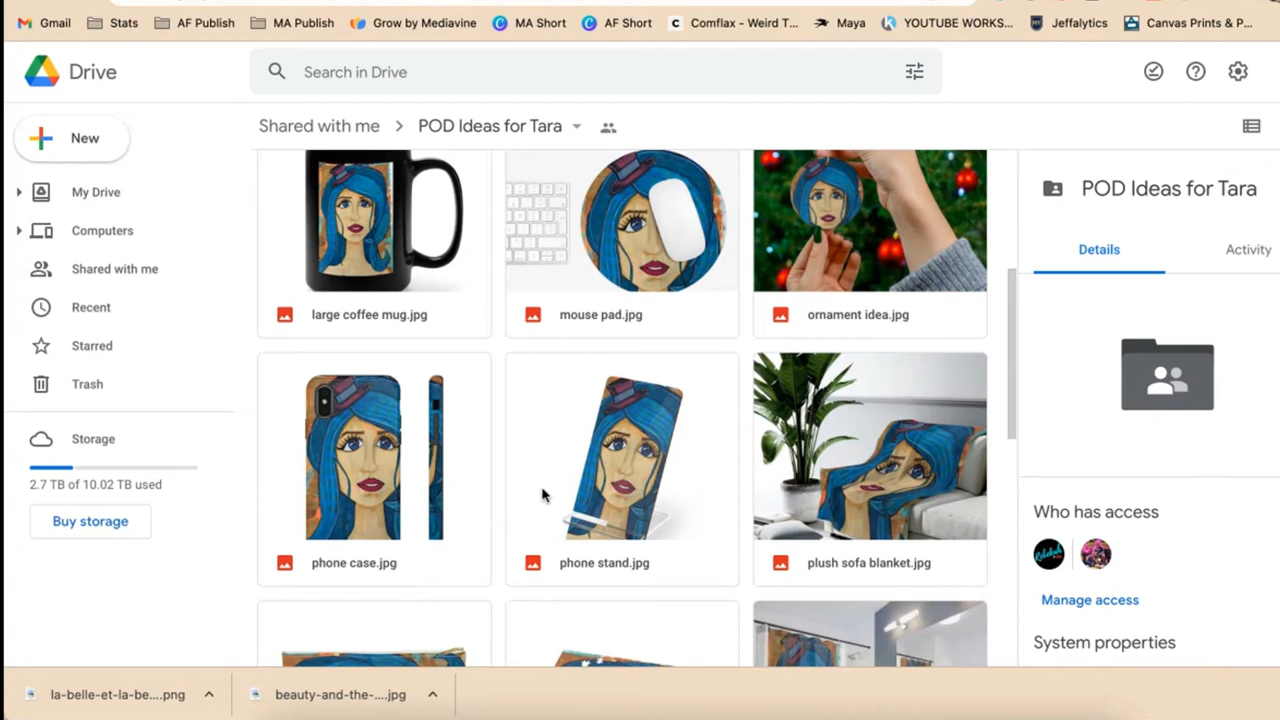 Gmail
Stats
AF Publish
MA Publish
Grow by Mediavine
MA Short
AF Short
Comflax - Weird T...
Maya
YOUTUBE WORKS...
Jeffalytics
Canvas Prints & P...
Drive
Search in Drive
New
Shared with me
POD Ideas for Tara
My Drive
Computers
Shared with me
Recent
Starred
Trash
Storage
2.7 TB of 10.02 TB used
Buy storage
large coffee mug.jpg
mouse pad.jpg
ornament idea.jpg
phone case.jpg
phone stand.jpg
plush sofa blanket.jpg
POD Ideas for Tara
Details
Activity
Who has access
Manage access
System properties
la-belle-et-la-be....png
beauty-and-the-....jpg